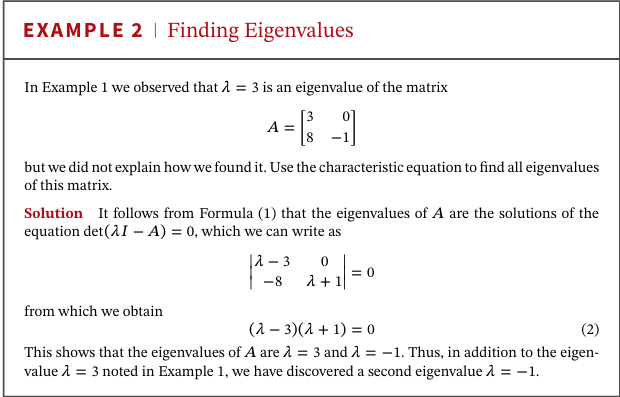 EXAMPLE 2 | Finding Eigenvalues
In Example 1 we observed that λ = 3 is an eigenvalue of the matrix
A = [3 0
8 −1]
but we did not explain how we found it. Use the characteristic equation to find all eigenvalues
of this matrix.
Solution It follows from Formula (1) that the eigenvalues of A are the solutions of the
equation det(λI − A) = 0, which we can write as
|λ − 3 0
−8 λ + 1| = 0
from which we obtain
(λ − 3)(λ + 1) = 0 (2)
This shows that the eigenvalues of A are λ = 3 and λ = −1. Thus, in addition to the eigen-
value λ = 3 noted in Example 1, we have discovered a second eigenvalue λ = −1.